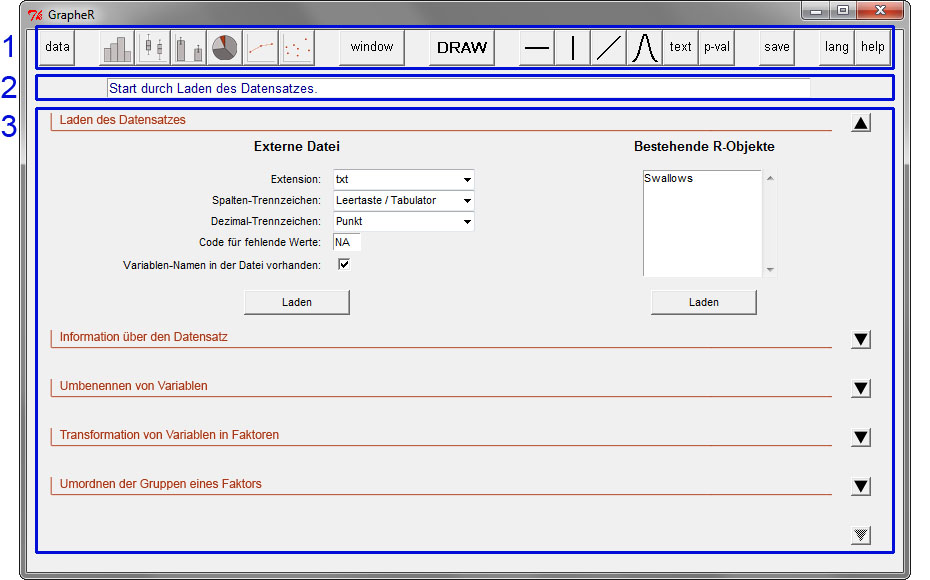 GrapheR
1
data window DRAW text p-val save lang help
2
Start durch Laden des Datensatzes.
3
Laden des Datensatzes
Externe Datei
Bestehende R-Objekte
Extension: txt
Swallows
Spalten-Trennzeichen: Leertaste / Tabulator
Dezimal-Trennzeichen: Punkt
Code für fehlende Werte: NA
Variablen-Namen in der Datei vorhanden:
Laden
Laden
Information über den Datensatz
Umbenennen von Variablen
Transformation von Variablen in Faktoren
Umordnen der Gruppen eines Faktors